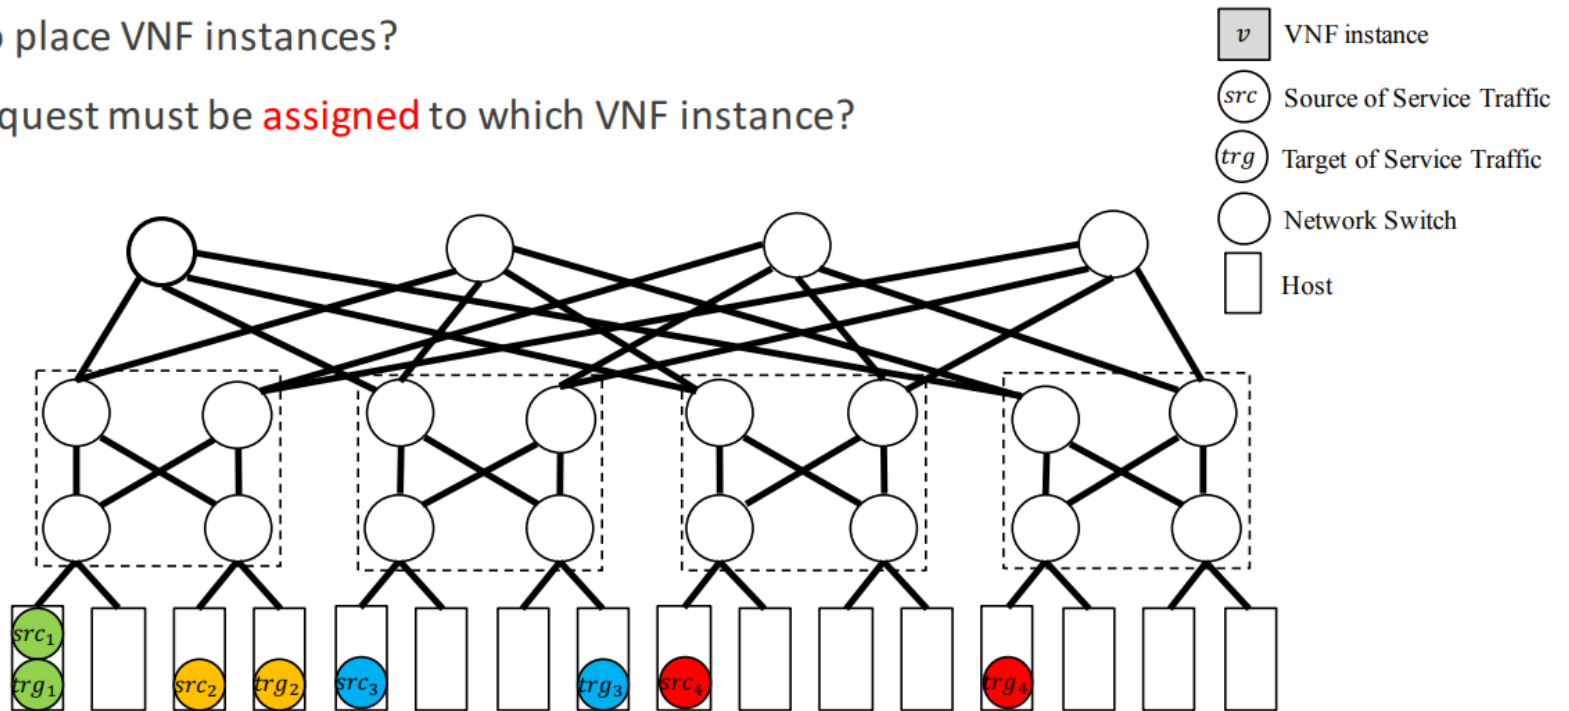 place VNF instances?
quest must be assigned to which VNF instance?
v VNF instance
src Source of Service Traffic
trg Target of Service Traffic
Network Switch
Host
src₁
trg₁
src₂
trg₂
src₃
trg₃
src₄
trg₄